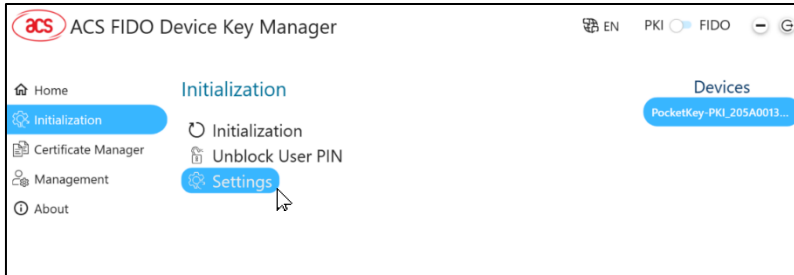 acs ACS FIDO Device Key Manager
EN PKI FIDO
Home
Initialization
Certificate Manager
Management
About
Initialization
Initialization
Unblock User PIN
Settings
Devices
PocketKey-PKI_205A0013...